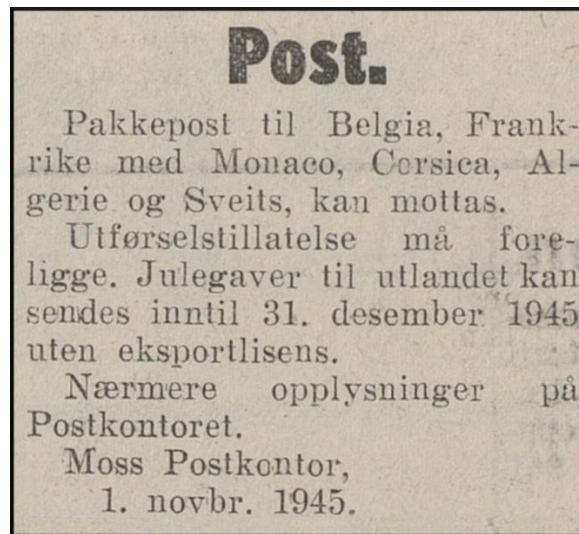 Post.
Pakkepost til Belgia, Frank-
rike med Monaco, Corsica, Al-
gerie og Sveits, kan mottas.
Utførselstillatelse må fore-
ligge. Julegaver til utlandet kan
sendes inntil 31. desember 1945
uten eksportlisens.
Nærmere opplysninger på
Postkontoret.
Moss Postkontor,
1. novbr. 1945.